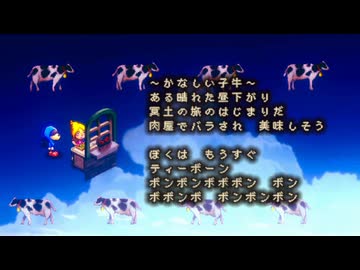 ～かなしい子牛～
ある晴れた昼下がり
冥土の旅のはじまりだ
肉屋でバラされ　美味しそう
ぼくは　もうすぐ
ティーボーン
ボンボンボボボン　ボン
ボボンボ　ボンボンボン